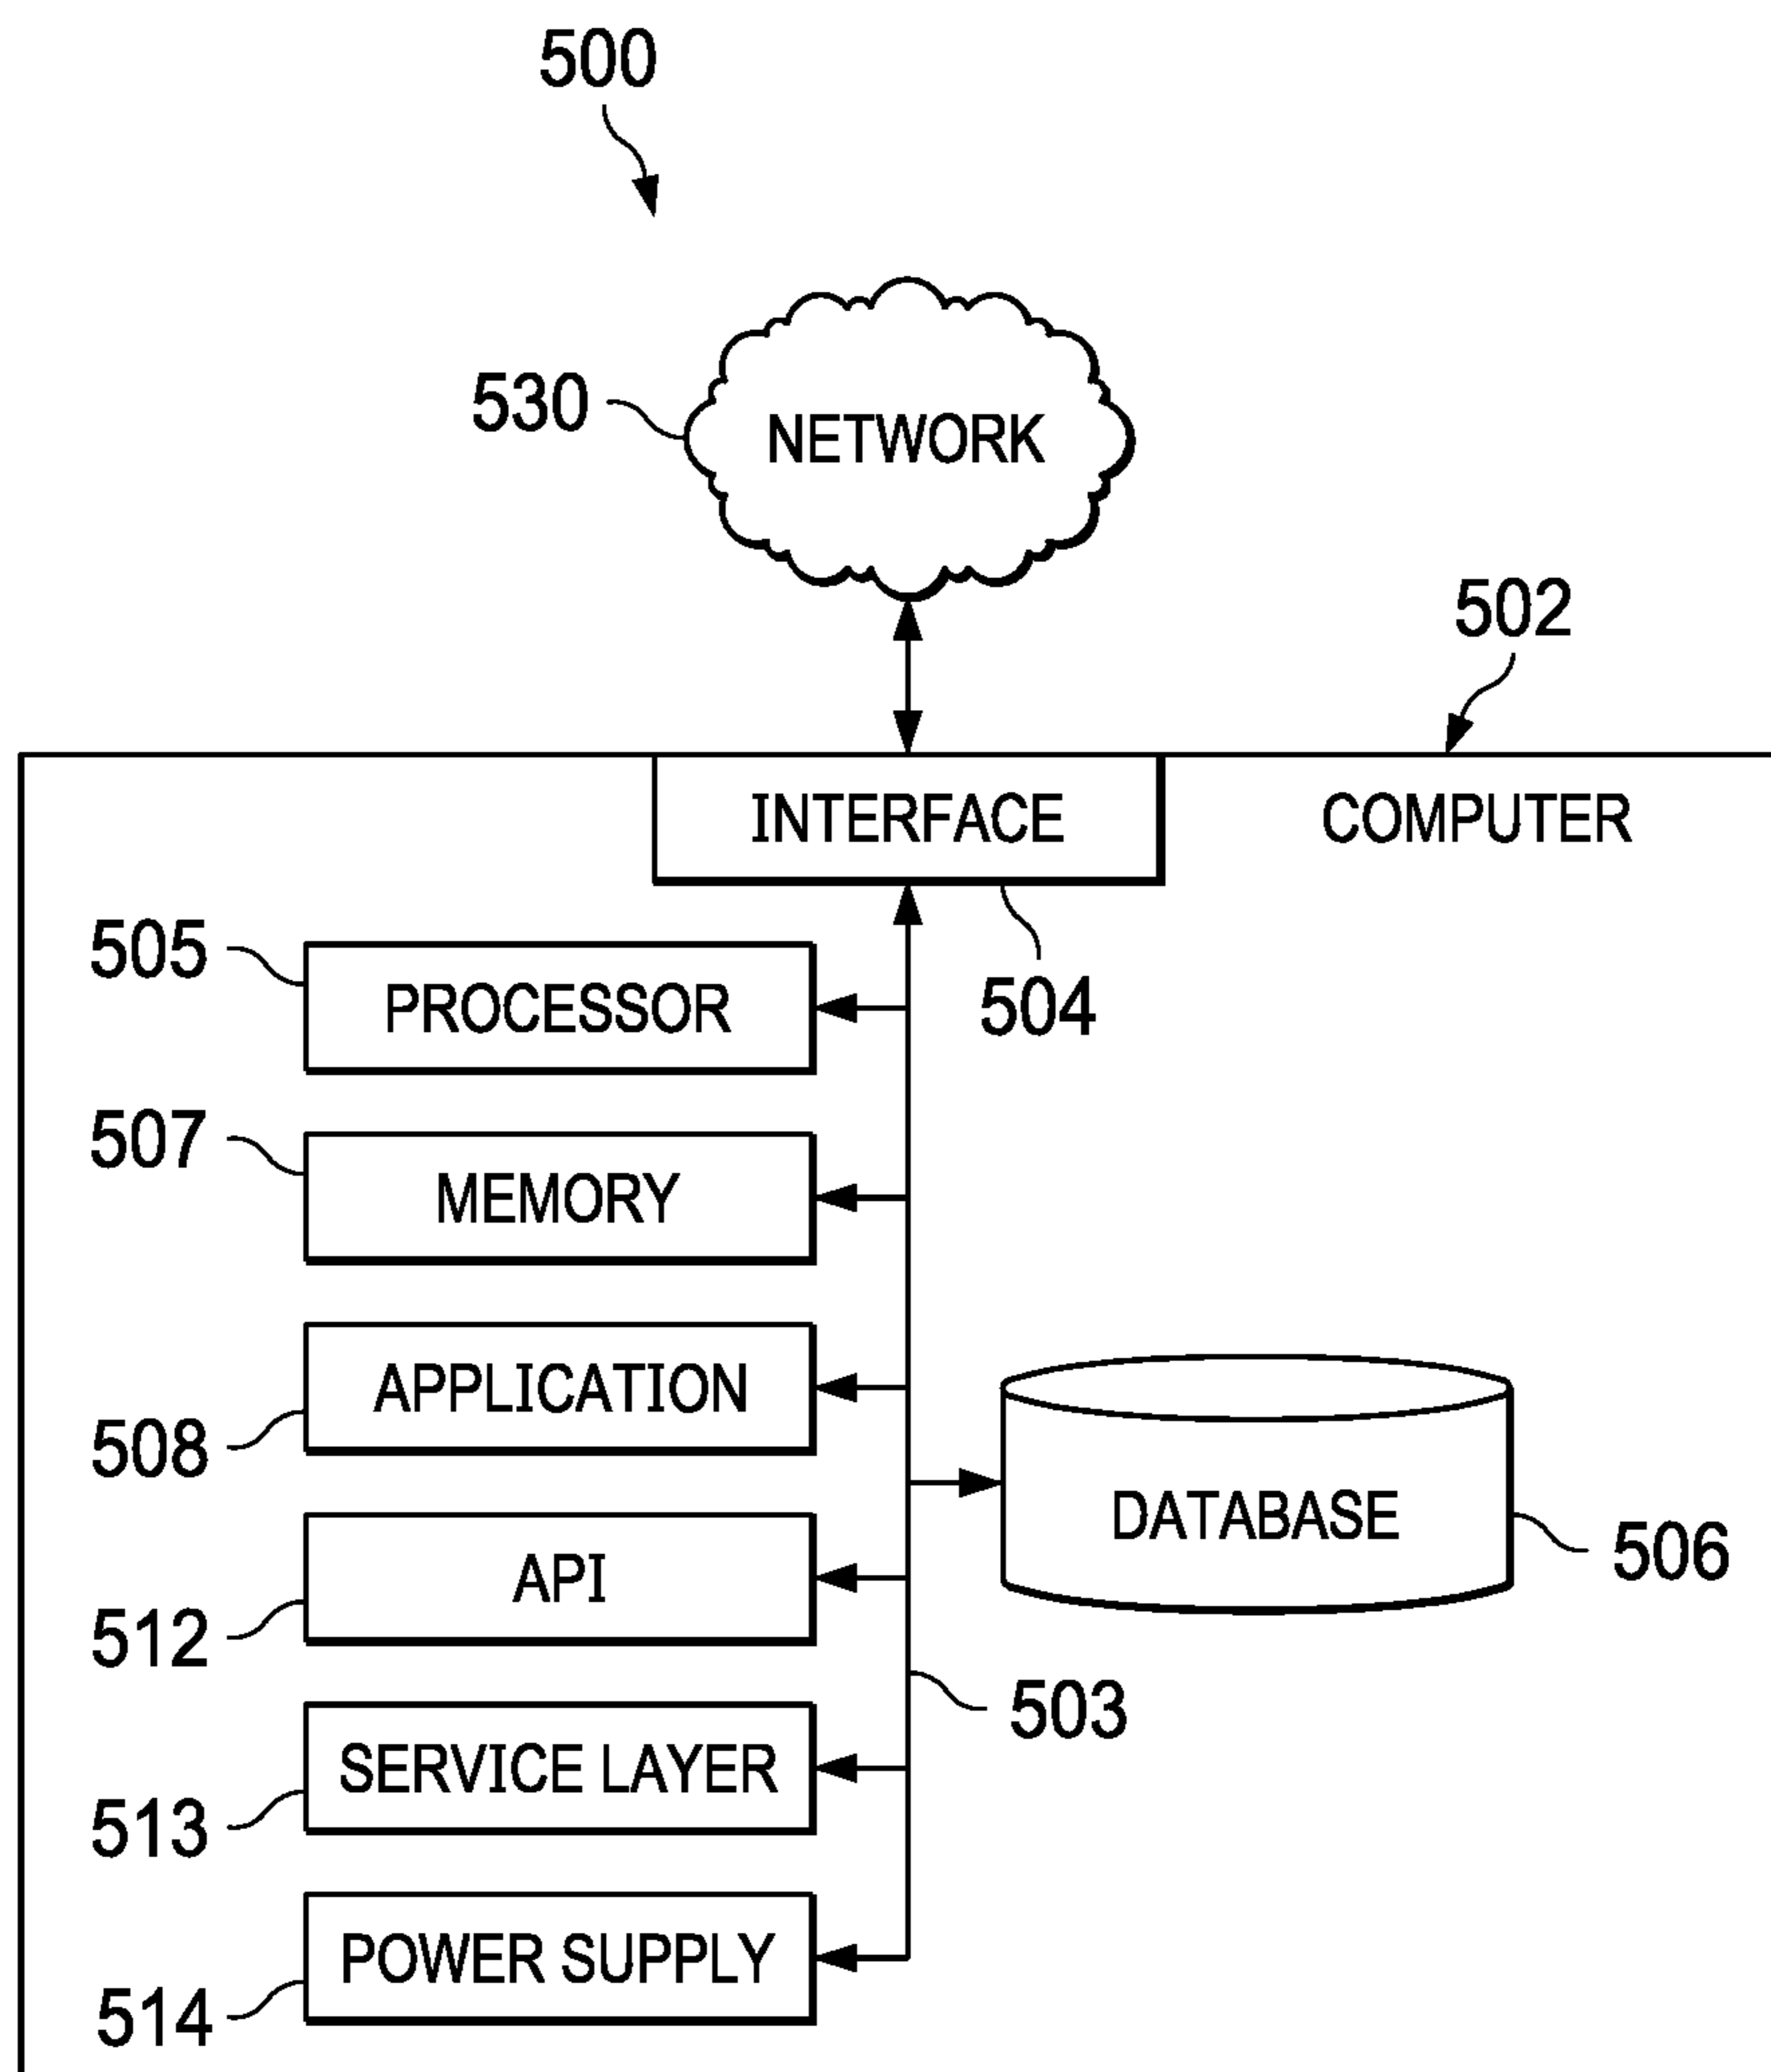 500
530
NETWORK
502
INTERFACE
COMPUTER
505
PROCESSOR
504
507
MEMORY
APPLICATION
508
DATABASE
506
API
512
503
SERVICE LAYER
513
POWER SUPPLY
514